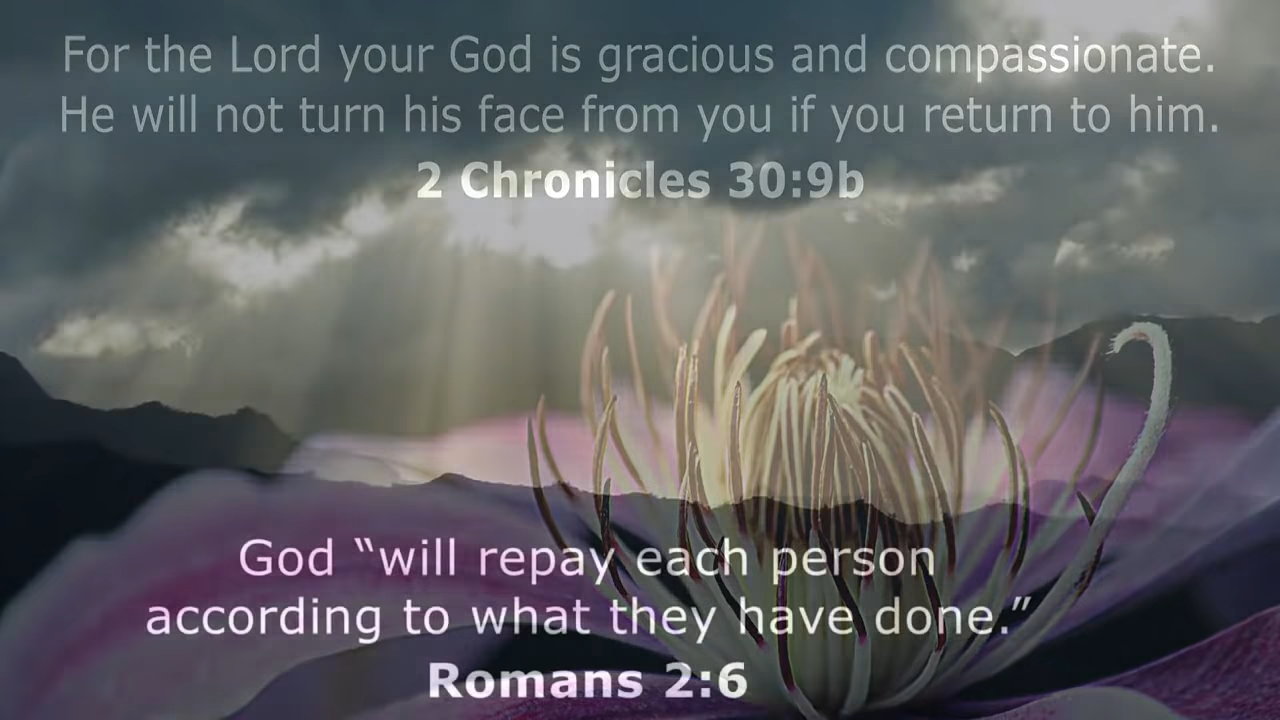 For the Lord your God is gracious and compassionate.
He will not turn his face from you if you return to him.
2 Chronicles 30:9b
God “will repay each person
according to what they have done.”
Romans 2:6